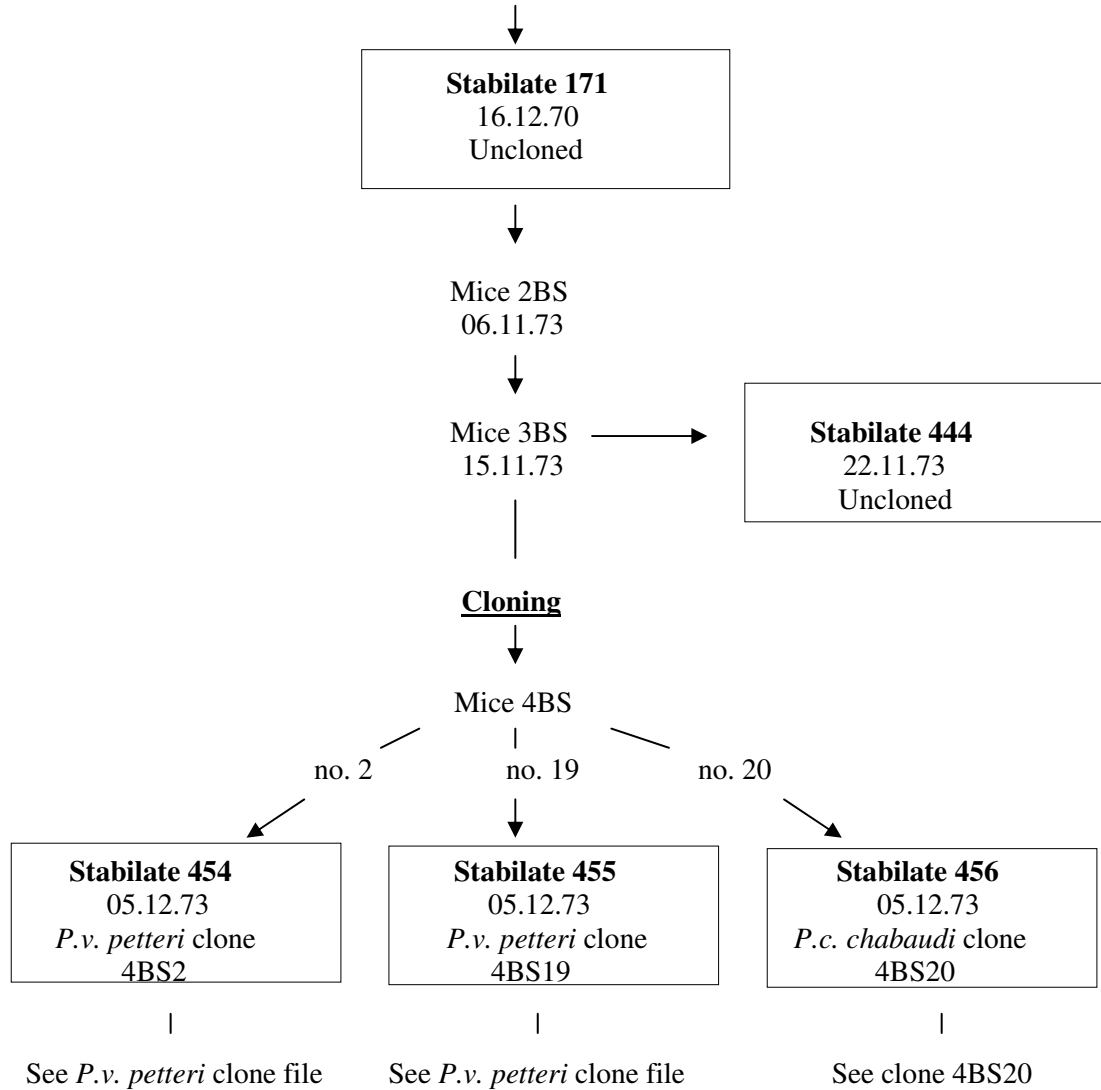 Stabilate 171
16.12.70
Uncloned
Mice 2BS
06.11.73
Mice 3BS
15.11.73
Stabilate 444
22.11.73
Uncloned
Cloning
Mice 4BS
no. 2
no. 19
no. 20
Stabilate 454
05.12.73
P.v. petteri clone
4BS2
Stabilate 455
05.12.73
P.v. petteri clone
4BS19
Stabilate 456
05.12.73
P.c. chabaudi clone
4BS20
See P.v. petteri clone file
See P.v. petteri clone file
See clone 4BS20